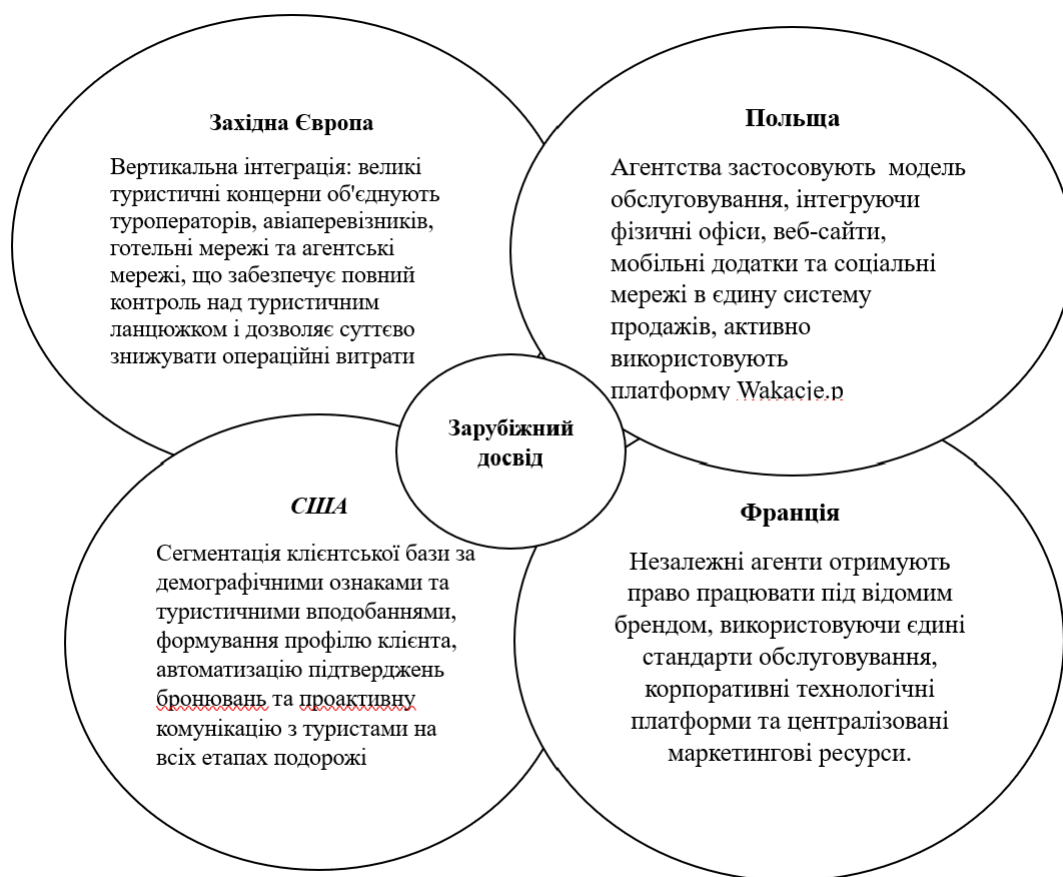 Західна Європа
Вертикальна інтеграція: великі
туристичні концерни об'єднують
туроператорів, авіаперевізників,
готельні мережі та агентські
мережі, що забезпечує повний
контроль над туристичним
ланцюжком і дозволяє суттєво
знижувати операційні витрати
Польща
Агентства застосовують модель
обслуговування, інтегруючи
фізичні офіси, веб-сайти,
мобільні додатки та соціальні
мережі в єдину систему
продажів, активно
використовують
платформу Wakacje.p
Зарубіжний
досвід
США
Сегментація клієнтської бази за
демографічними ознаками та
туристичними вподобаннями,
формування профілю клієнта,
автоматизацію підтверджень
бронювань та проактивну
комунікацію з туристами на
всіх етапах подорожі
Франція
Незалежні агенти отримують
право працювати під відомим
брендом, використовуючи єдині
стандарти обслуговування,
корпоративні технологічні
платформи та централізовані
маркетингові ресурси.